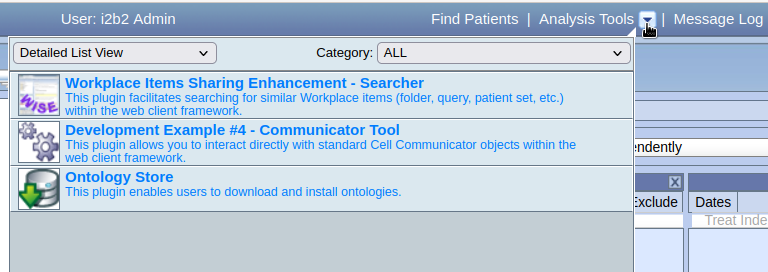 User: i2b2 Admin
Find Patients | Analysis Tools | Message Log
Detailed List View
Category: ALL
Workplace Items Sharing Enhancement - Searcher
This plugin facilitates searching for similar Workplace items (folder, query, patient set, etc.)
within the web client framework.
WISE
Development Example #4 - Communicator Tool
This plugin allows you to interact directly with standard Cell Communicator objects within the
web client framework.
endently
Ontology Store
This plugin enables users to download and install ontologies.
X
Exclude
Dates
Treat Inde